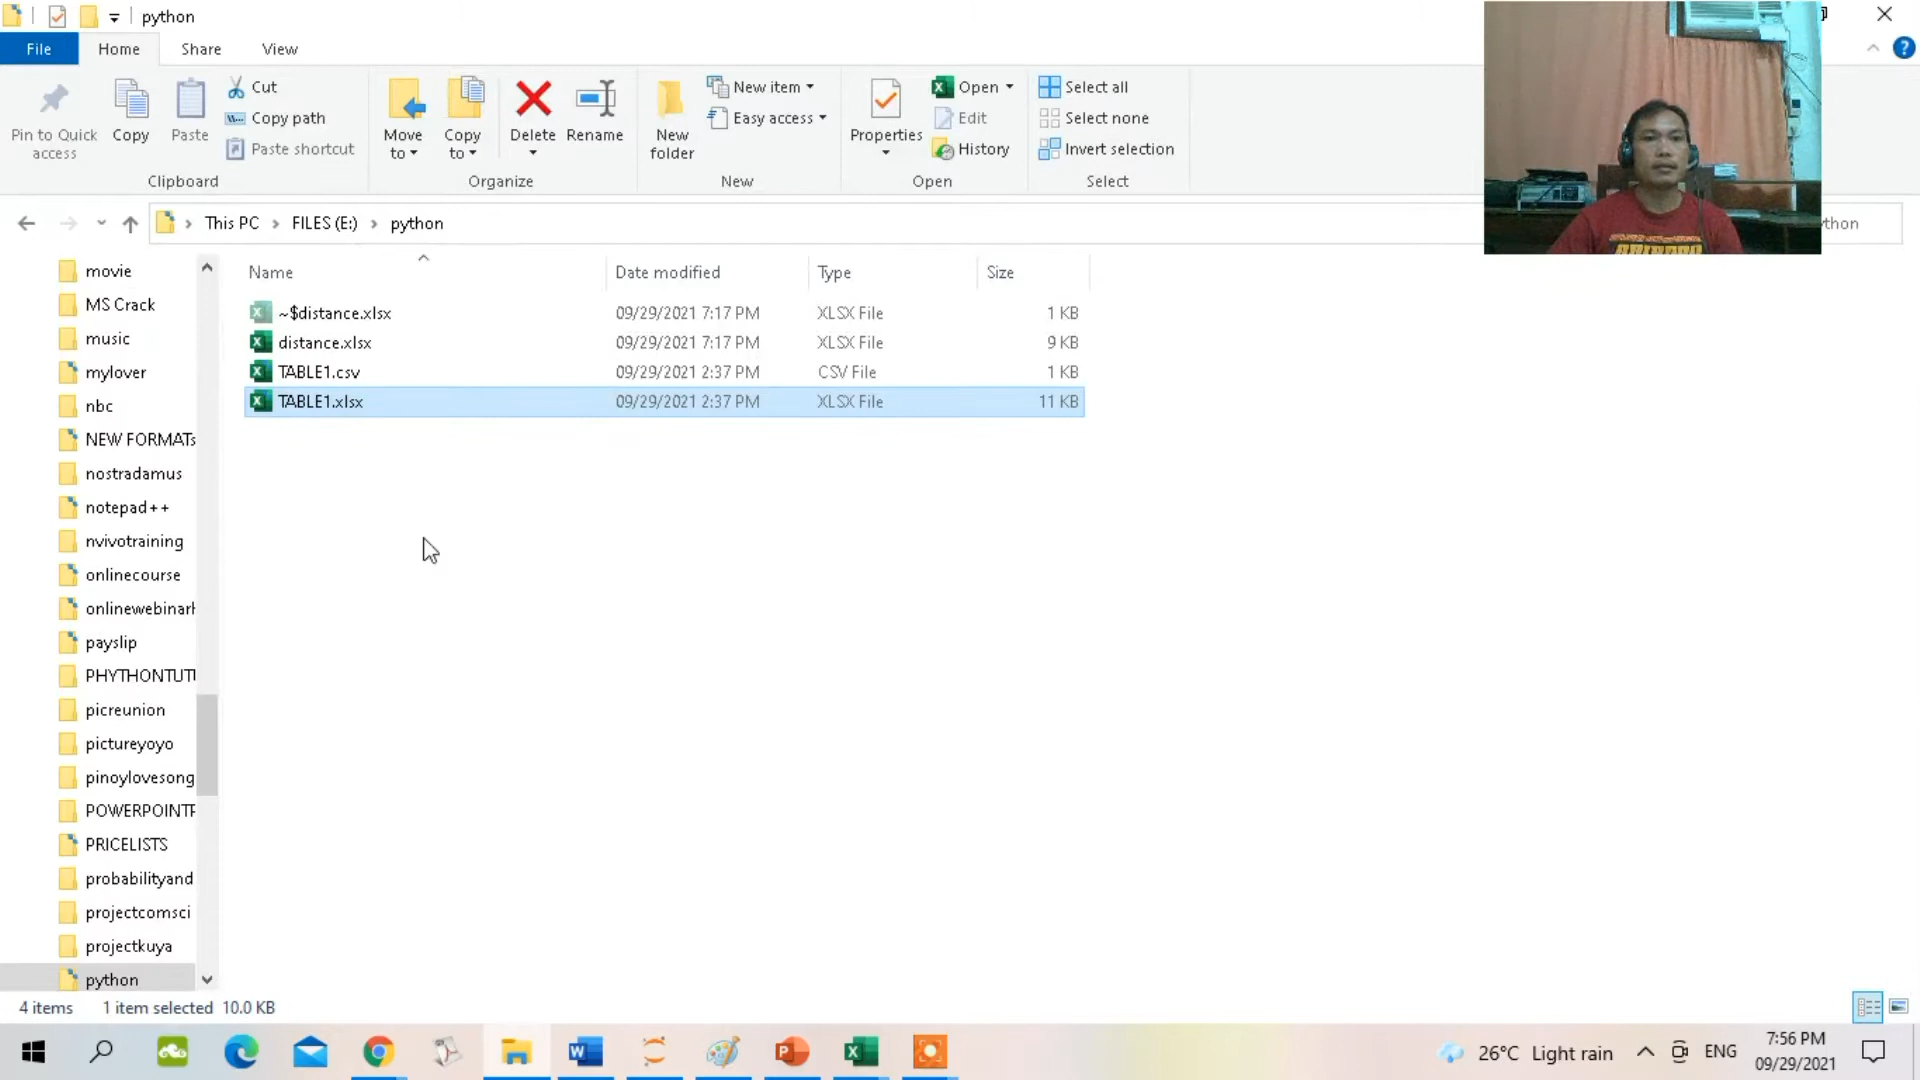 python
File
Home
Share
View
Pin to Quick access
Copy
Paste
Cut
Copy path
Paste shortcut
Clipboard
Move to
Copy to
Delete
Rename
Organize
New folder
New item
Easy access
New
Properties
Open
Edit
History
Open
Select all
Select none
Invert selection
Select
This PC > FILES (E:) > python
thon
Name Date modified Type Size
~$distance.xlsx 09/29/2021 7:17 PM XLSX File 1 KB
distance.xlsx 09/29/2021 7:17 PM XLSX File 9 KB
TABLE1.csv 09/29/2021 2:37 PM CSV File 1 KB
TABLE1.xlsx 09/29/2021 2:37 PM XLSX File 11 KB
movie
MS Crack
music
mylover
nbc
NEW FORMATs
nostradamus
notepad++
nvivotraining
onlinecourse
onlinewebinar
payslip
PHYTHONTUT
picreunion
pictureyoyo
pinoylovesong
POWERPOINT
PRICELISTS
probabilityand
projectcomsci
projectkuya
python
4 items 1 item selected 10.0 KB
26°C Light rain
ENG
7:56 PM
09/29/2021